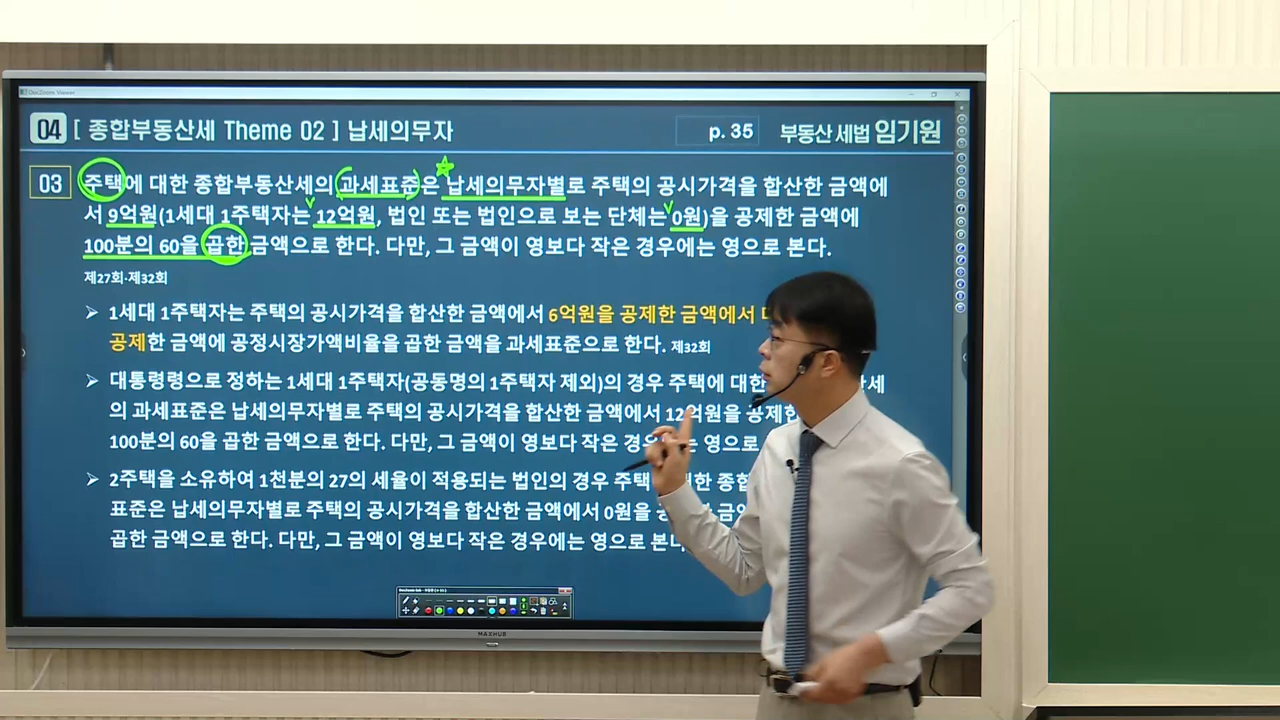 DocZoom Viewer
04 [ 종합부동산세 Theme 02 ] 납세의무자
p. 35
부동산 세법 임기원
03 주택에 대한 종합부동산세의 과세표준은 납세의무자별로 주택의 공시가격을 합산한 금액에
서 9억원(1세대 1주택자는 12억원, 법인 또는 법인으로 보는 단체는 0원)을 공제한 금액에
100분의 60을 곱한 금액으로 한다. 다만, 그 금액이 영보다 작은 경우에는 영으로 본다.
제27회·제32회
➢ 1세대 1주택자는 주택의 공시가격을 합산한 금액에서 6억원을 공제한 금액에서
공제한 금액에 공정시장가액비율을 곱한 금액을 과세표준으로 한다. 제32회
➢ 대통령령으로 정하는 1세대 1주택자(공동명의 1주택자 제외)의 경우 주택에 대한 세
의 과세표준은 납세의무자별로 주택의 공시가격을 합산한 금액에서 12억원을 공제한
100분의 60을 곱한 금액으로 한다. 다만, 그 금액이 영보다 작은 경우에는 영으로
➢ 2주택을 소유하여 1천분의 27의 세율이 적용되는 법인의 경우 주택 한 종합
표준은 납세의무자별로 주택의 공시가격을 합산한 금액에서 0원을
곱한 금액으로 한다. 다만, 그 금액이 영보다 작은 경우에는 영으로 본다
MAXHUB